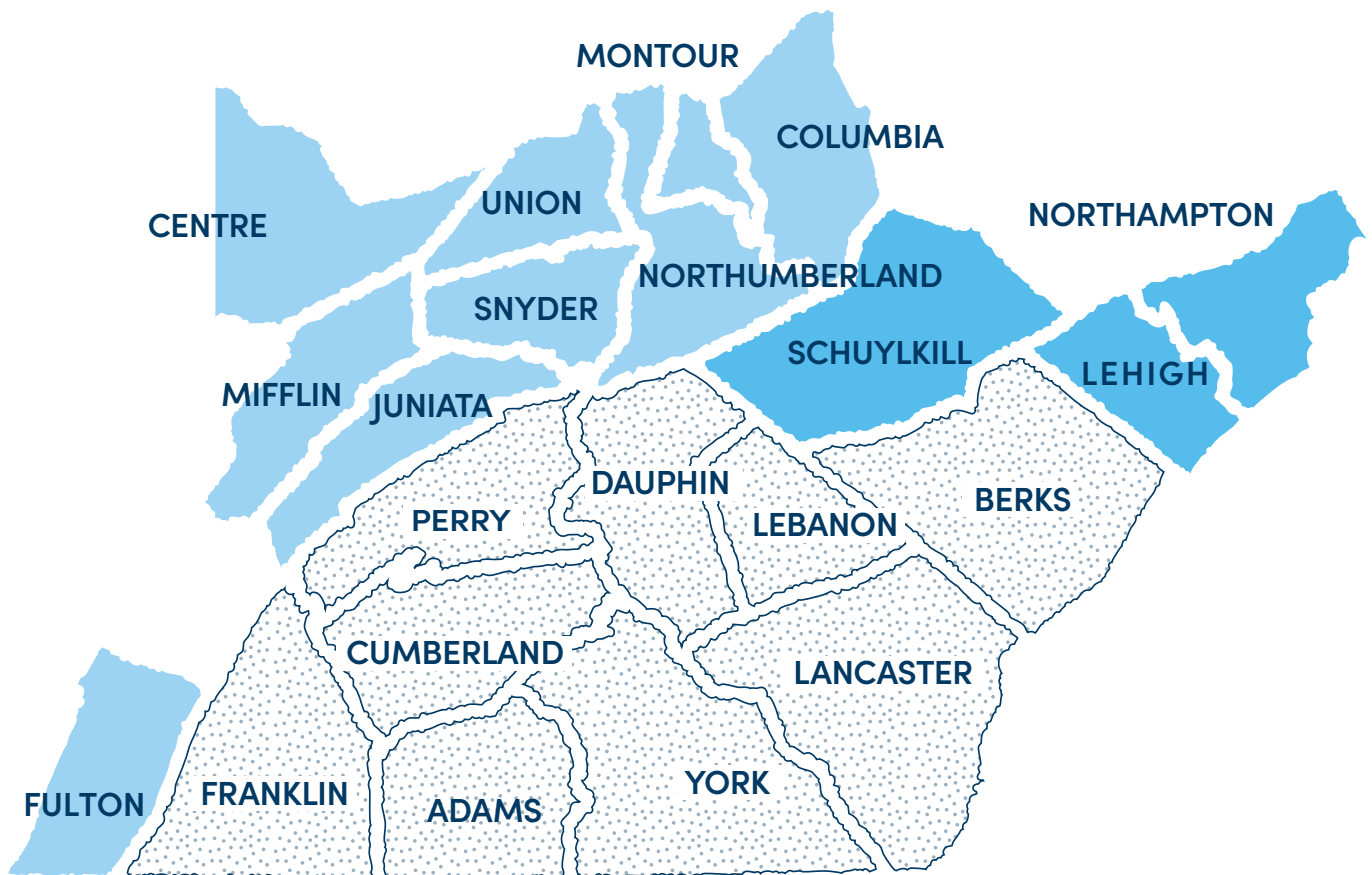 MONTOUR
COLUMBIA
UNION
NORTHAMPTON
CENTRE
NORTHUMBERLAND
SNYDER
SCHUYLKILL
LEHIGH
MIFFLIN
JUNIATA
DAUPHIN
BERKS
PERRY
LEBANON
CUMBERLAND
LANCASTER
YORK
FRANKLIN
FULTON
ADAMS